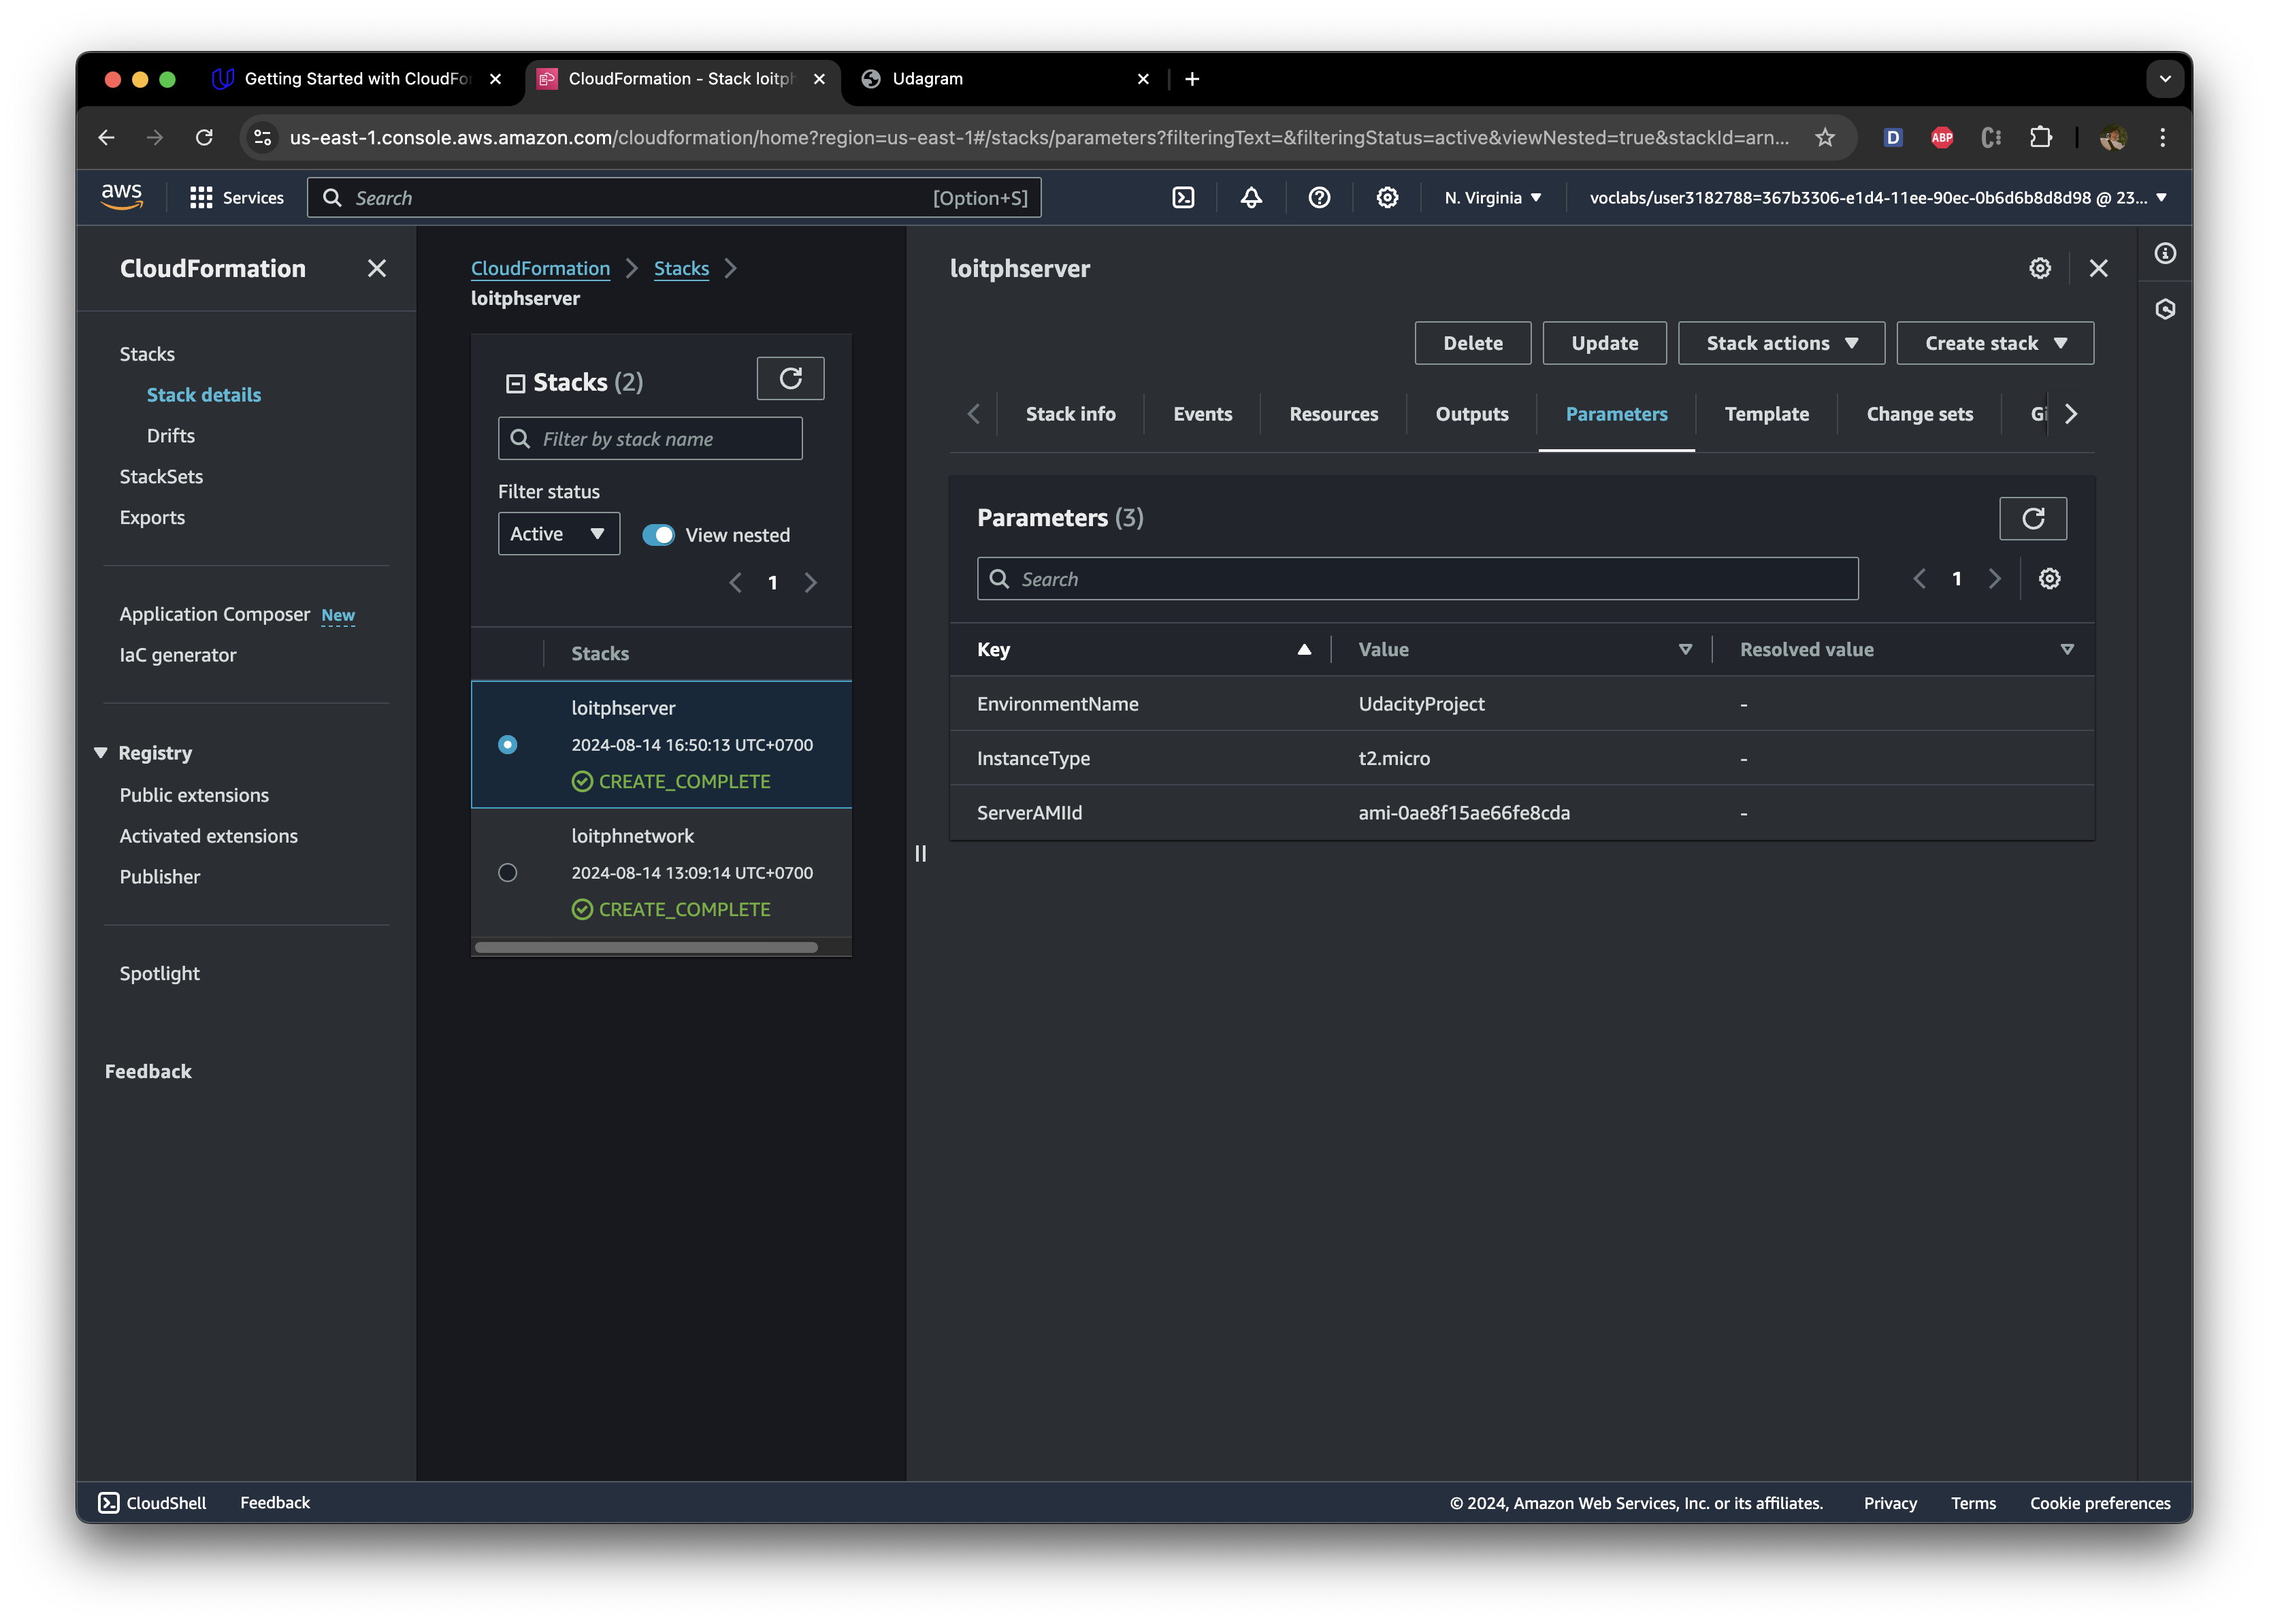 Getting Started with CloudFo
CloudFormation - Stack loitph
Udagram
us-east-1.console.aws.amazon.com/cloudformation/home?region=us-east-1#/stacks/parameters?filteringText=&filteringStatus=active&viewNested=true&stackId=arn...
D
ABP
aws
Services
Search
[Option+S]
N. Virginia
voclabs/user3182788=367b3306-e1d4-11ee-90ec-0b6d6b8d8d98 @ 23...
CloudFormation
Stacks
Stack details
Drifts
StackSets
Exports
Application Composer New
IaC generator
Registry
Public extensions
Activated extensions
Publisher
Spotlight
Feedback
CloudFormation
Stacks
loitphserver
Stacks (2)
Filter by stack name
Filter status
Active
View nested
1
Stacks
loitphserver
2024-08-14 16:50:13 UTC+0700
CREATE_COMPLETE
loitphnetwork
2024-08-14 13:09:14 UTC+0700
CREATE_COMPLETE
loitphserver
Delete
Update
Stack actions
Create stack
Stack info
Events
Resources
Outputs
Parameters
Template
Change sets
Gi
Parameters (3)
Search
1
Key
Value
Resolved value
EnvironmentName
UdacityProject
-
InstanceType
t2.micro
-
ServerAMIId
ami-0ae8f15ae66fe8cda
-
CloudShell
Feedback
© 2024, Amazon Web Services, Inc. or its affiliates.
Privacy
Terms
Cookie preferences